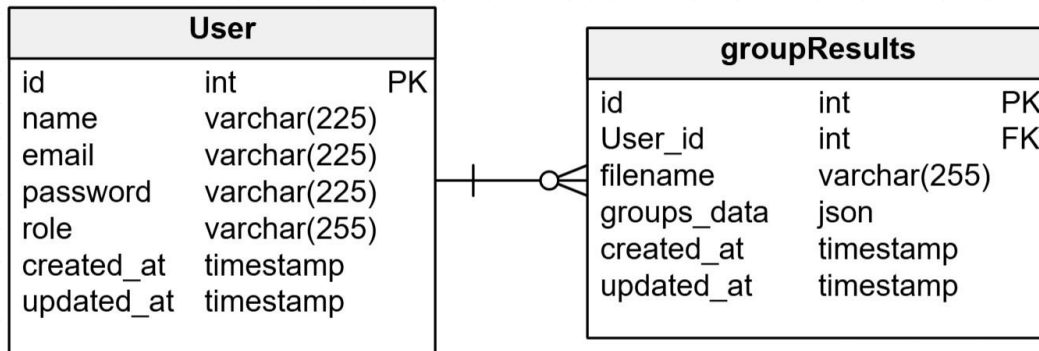 User
id int PK
name varchar(225)
email varchar(225)
password varchar(225)
role varchar(255)
created_at timestamp
updated_at timestamp
groupResults
id int PK
User_id int FK
filename varchar(255)
groups_data json
created_at timestamp
updated_at timestamp